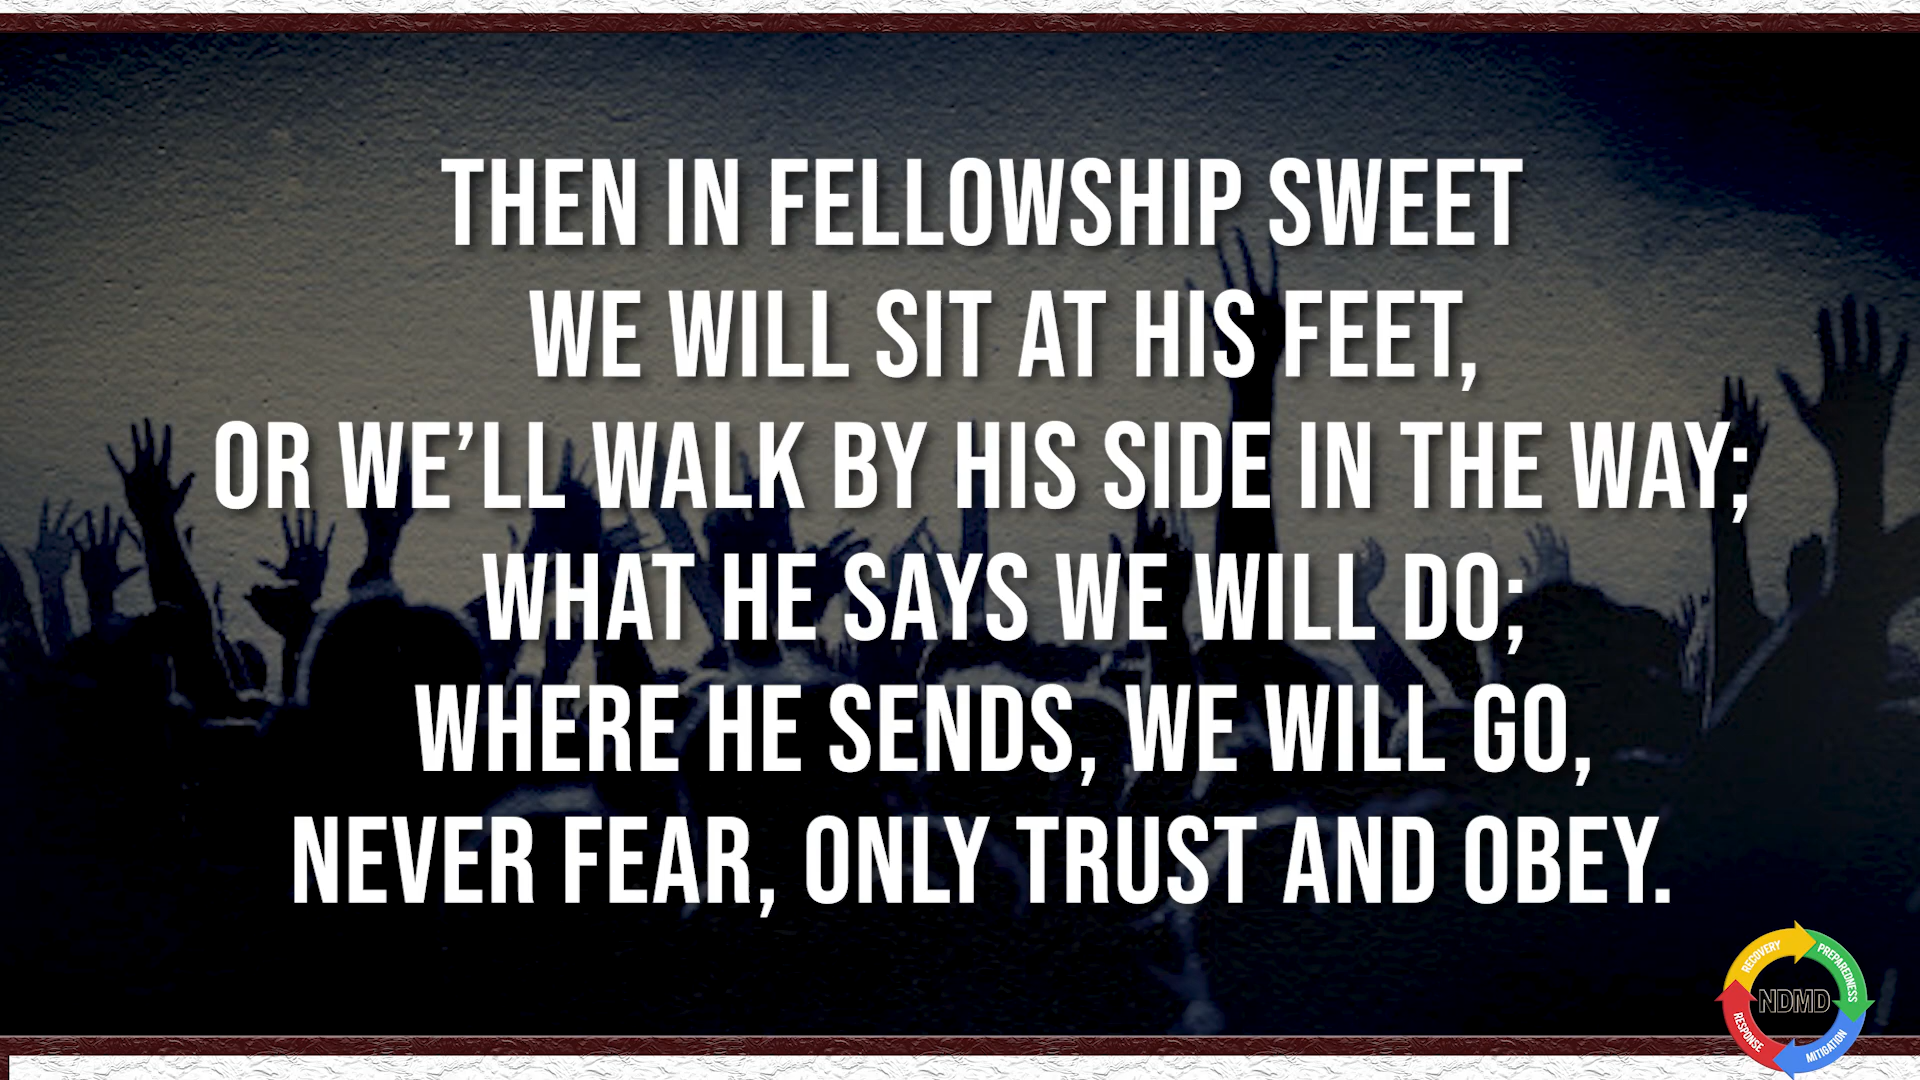 THEN IN FELLOWSHIP SWEET
WE WILL SIT AT HIS FEET,
OR WE’LL WALK BY HIS SIDE IN THE WAY;
WHAT HE SAYS WE WILL DO;
WHERE HE SENDS, WE WILL GO,
NEVER FEAR, ONLY TRUST AND OBEY.
RECOVERY
PREPAREDNESS
NDMD
RESPONSE
MITIGATION